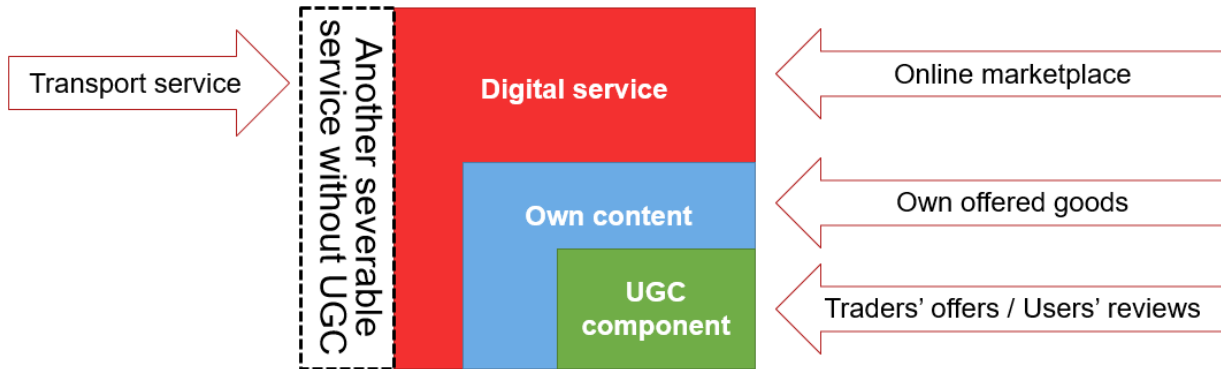 Transport service
Another severable
service without UGC
Digital service
Online marketplace
Own content
Own offered goods
UGC
component
Traders’ offers / Users’ reviews